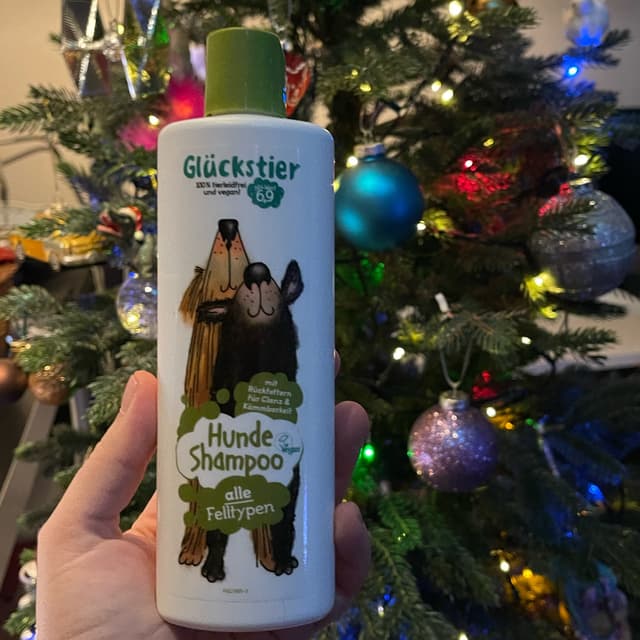 Glückstier
100% tierleidfrei
und vegan!
mit
Rückfettern
für Glanz &
Kämmbarkeit
Hunde
Shampoo
Vegan
alle
Felltypen